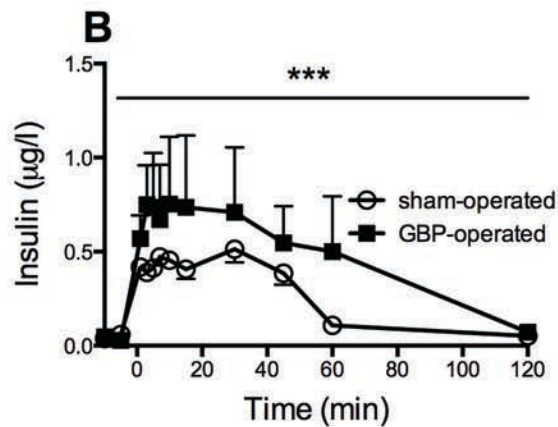 B
1.5
***
1.0
sham-operated
GBP-operated
0.5
0.0
0 20 40 60 80 100 120
Insulin (µg/l)
Time (min)